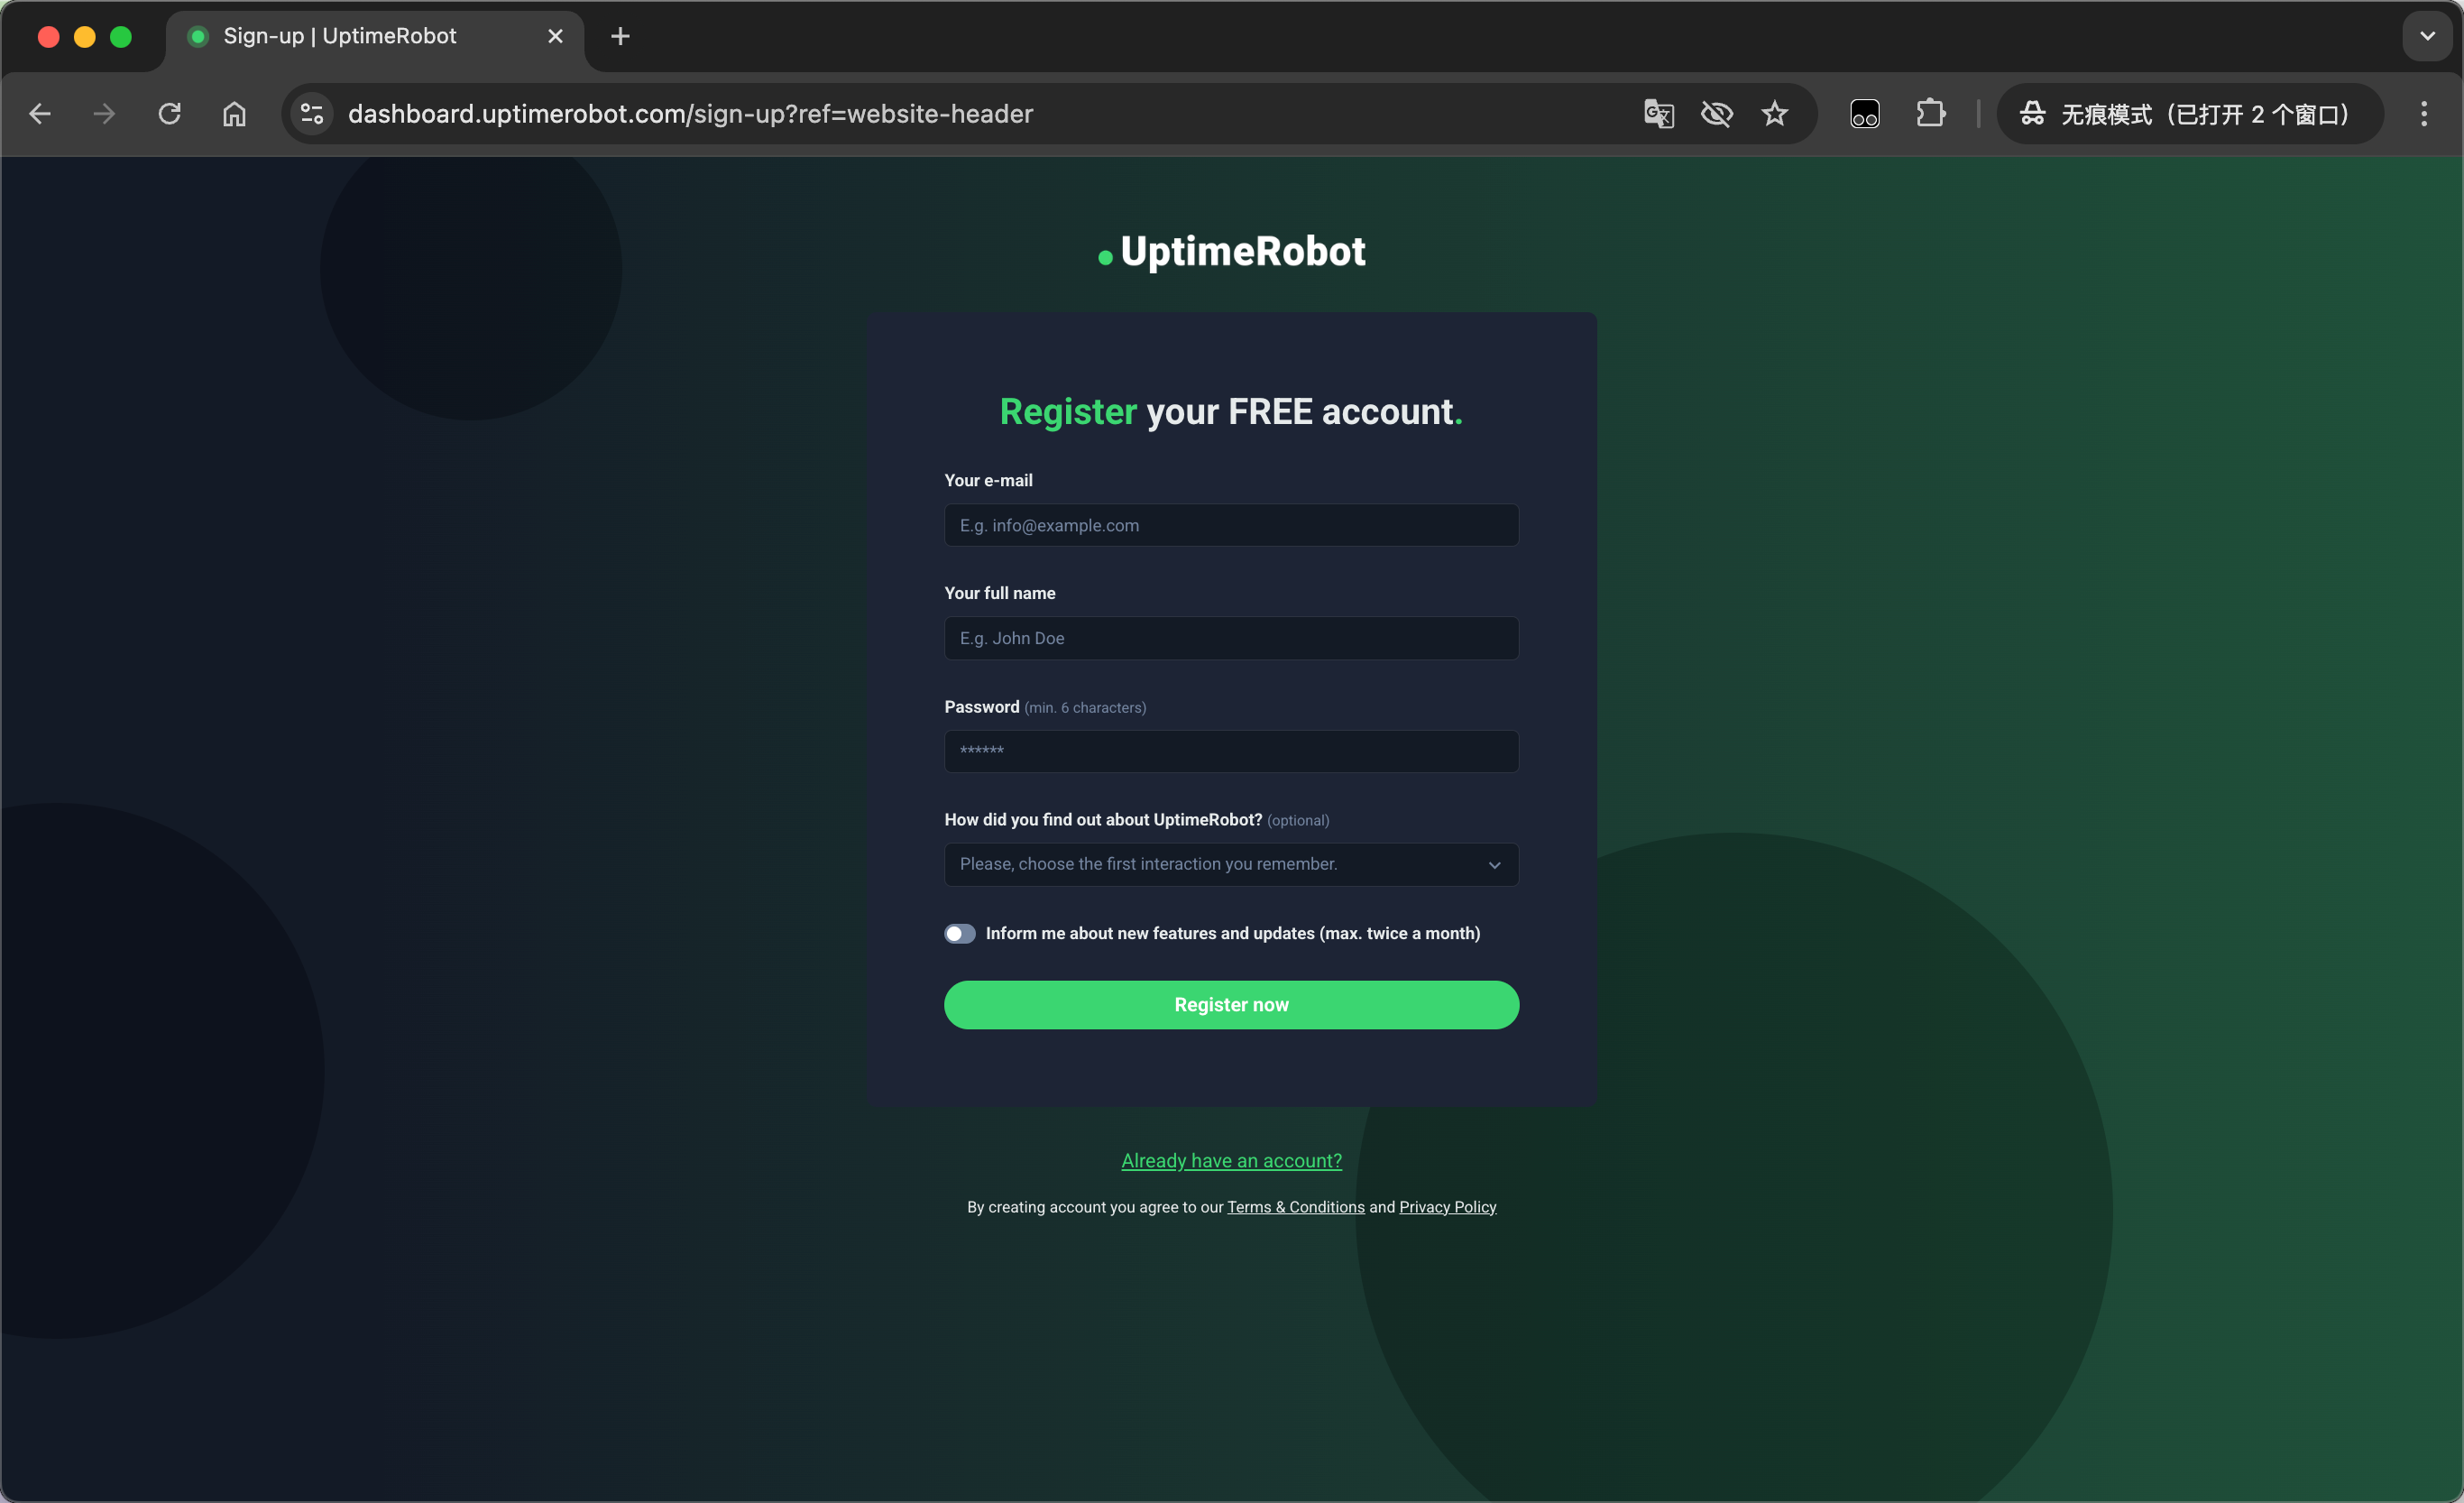 Sign-up | UptimeRobot
dashboard.uptimerobot.com/sign-up?ref=website-header
无痕模式（已打开 2 个窗口）
UptimeRobot
Register your FREE account.
Your e-mail
E.g. info@example.com
Your full name
E.g. John Doe
Password (min. 6 characters)
******
How did you find out about UptimeRobot? (optional)
Please, choose the first interaction you remember.
Inform me about new features and updates (max. twice a month)
Register now
Already have an account?
By creating account you agree to our Terms & Conditions and Privacy Policy